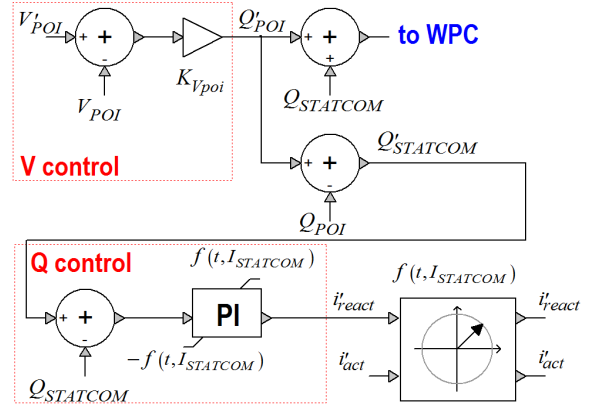 V'POI
+
+
-
VPOI
KVpoi
V control
Q'POI
+
+
+
QSTATCOM
to WPC
+
+
-
QPOI
Q'STATCOM
Q control
+
+
-
QSTATCOM
f (t, ISTATCOM)
PI
−f (t, ISTATCOM)
i'react
f (t, ISTATCOM)
i'act
i'react
i'act